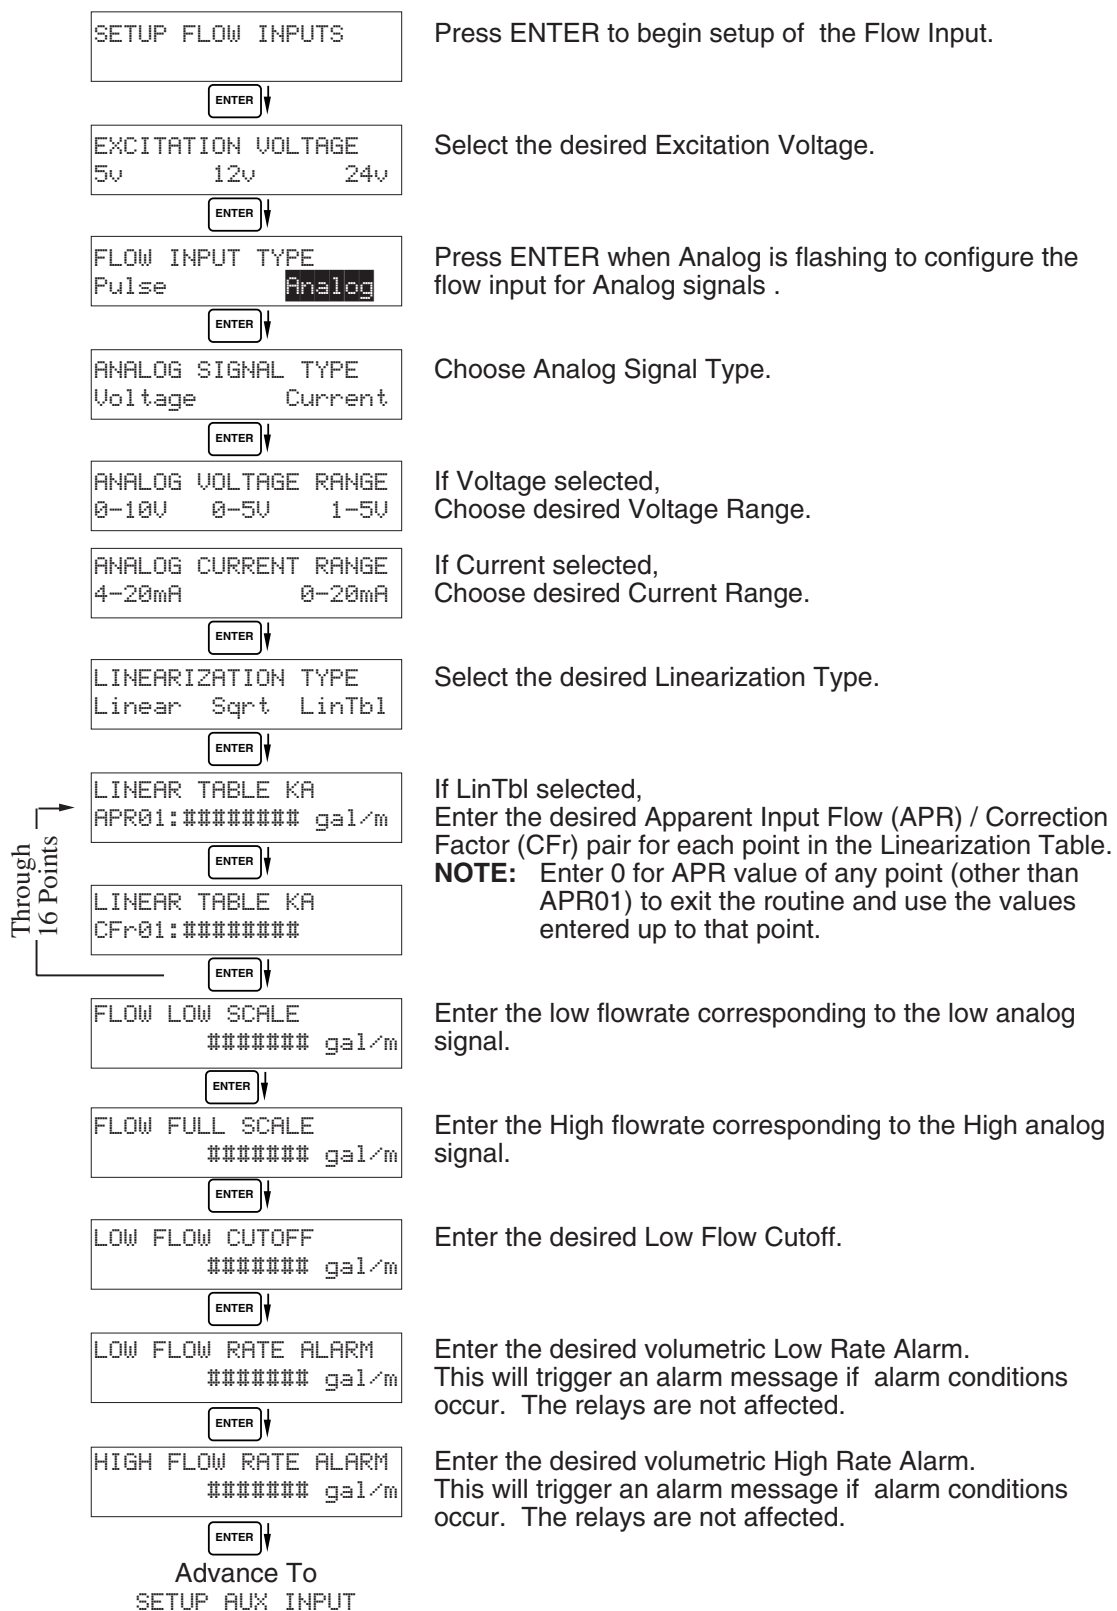 SETUP FLOW INPUTS
Press ENTER to begin setup of the Flow Input.
ENTER
EXCITATION VOLTAGE
5v 12v 24v
Select the desired Excitation Voltage.
ENTER
FLOW INPUT TYPE
Pulse Analog
Press ENTER when Analog is flashing to configure the
flow input for Analog signals .
ENTER
ANALOG SIGNAL TYPE
Voltage Current
Choose Analog Signal Type.
ENTER
ANALOG VOLTAGE RANGE
0-10V 0-5V 1-5V
If Voltage selected,
Choose desired Voltage Range.
ANALOG CURRENT RANGE
4-20mA 0-20mA
If Current selected,
Choose desired Current Range.
ENTER
LINEARIZATION TYPE
Linear Sqrt LinTbl
Select the desired Linearization Type.
ENTER
Through
16 Points
LINEAR TABLE KA
APR01:######## gal/m
ENTER
LINEAR TABLE KA
CFr01:########
If LinTbl selected,
Enter the desired Apparent Input Flow (APR) / Correction
Factor (CFr) pair for each point in the Linearization Table.
NOTE: Enter 0 for APR value of any point (other than
APR01) to exit the routine and use the values
entered up to that point.
ENTER
FLOW LOW SCALE
####### gal/m
Enter the low flowrate corresponding to the low analog
signal.
ENTER
FLOW FULL SCALE
####### gal/m
Enter the High flowrate corresponding to the High analog
signal.
ENTER
LOW FLOW CUTOFF
####### gal/m
Enter the desired Low Flow Cutoff.
ENTER
LOW FLOW RATE ALARM
####### gal/m
Enter the desired volumetric Low Rate Alarm.
This will trigger an alarm message if alarm conditions
occur. The relays are not affected.
ENTER
HIGH FLOW RATE ALARM
####### gal/m
Enter the desired volumetric High Rate Alarm.
This will trigger an alarm message if alarm conditions
occur. The relays are not affected.
ENTER
Advance To
SETUP AUX INPUT